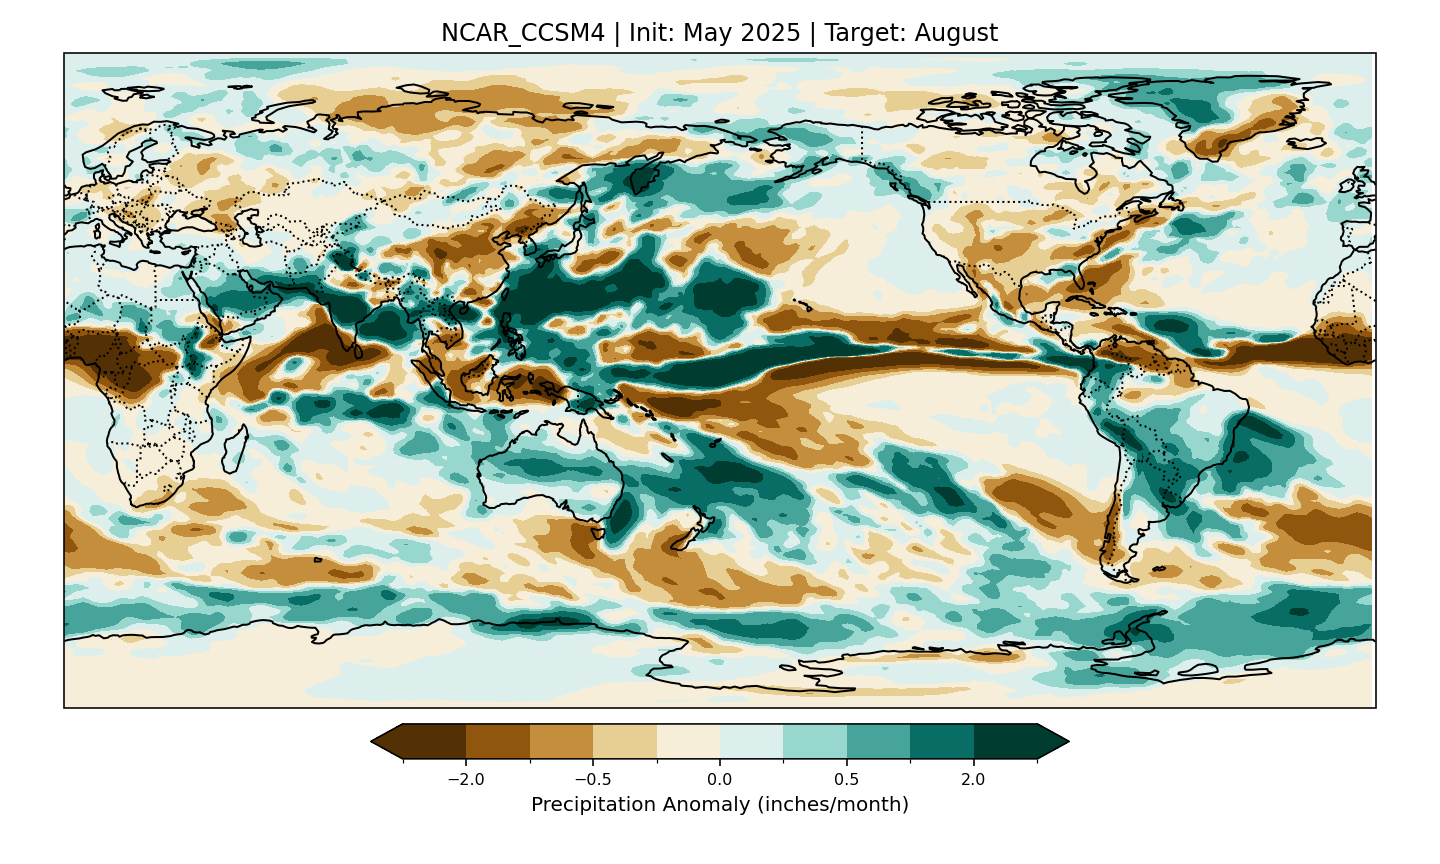 NCAR_CCSM4 | Init: May 2025 | Target: August
−2.0 −0.5 0.0 0.5 2.0
Precipitation Anomaly (inches/month)